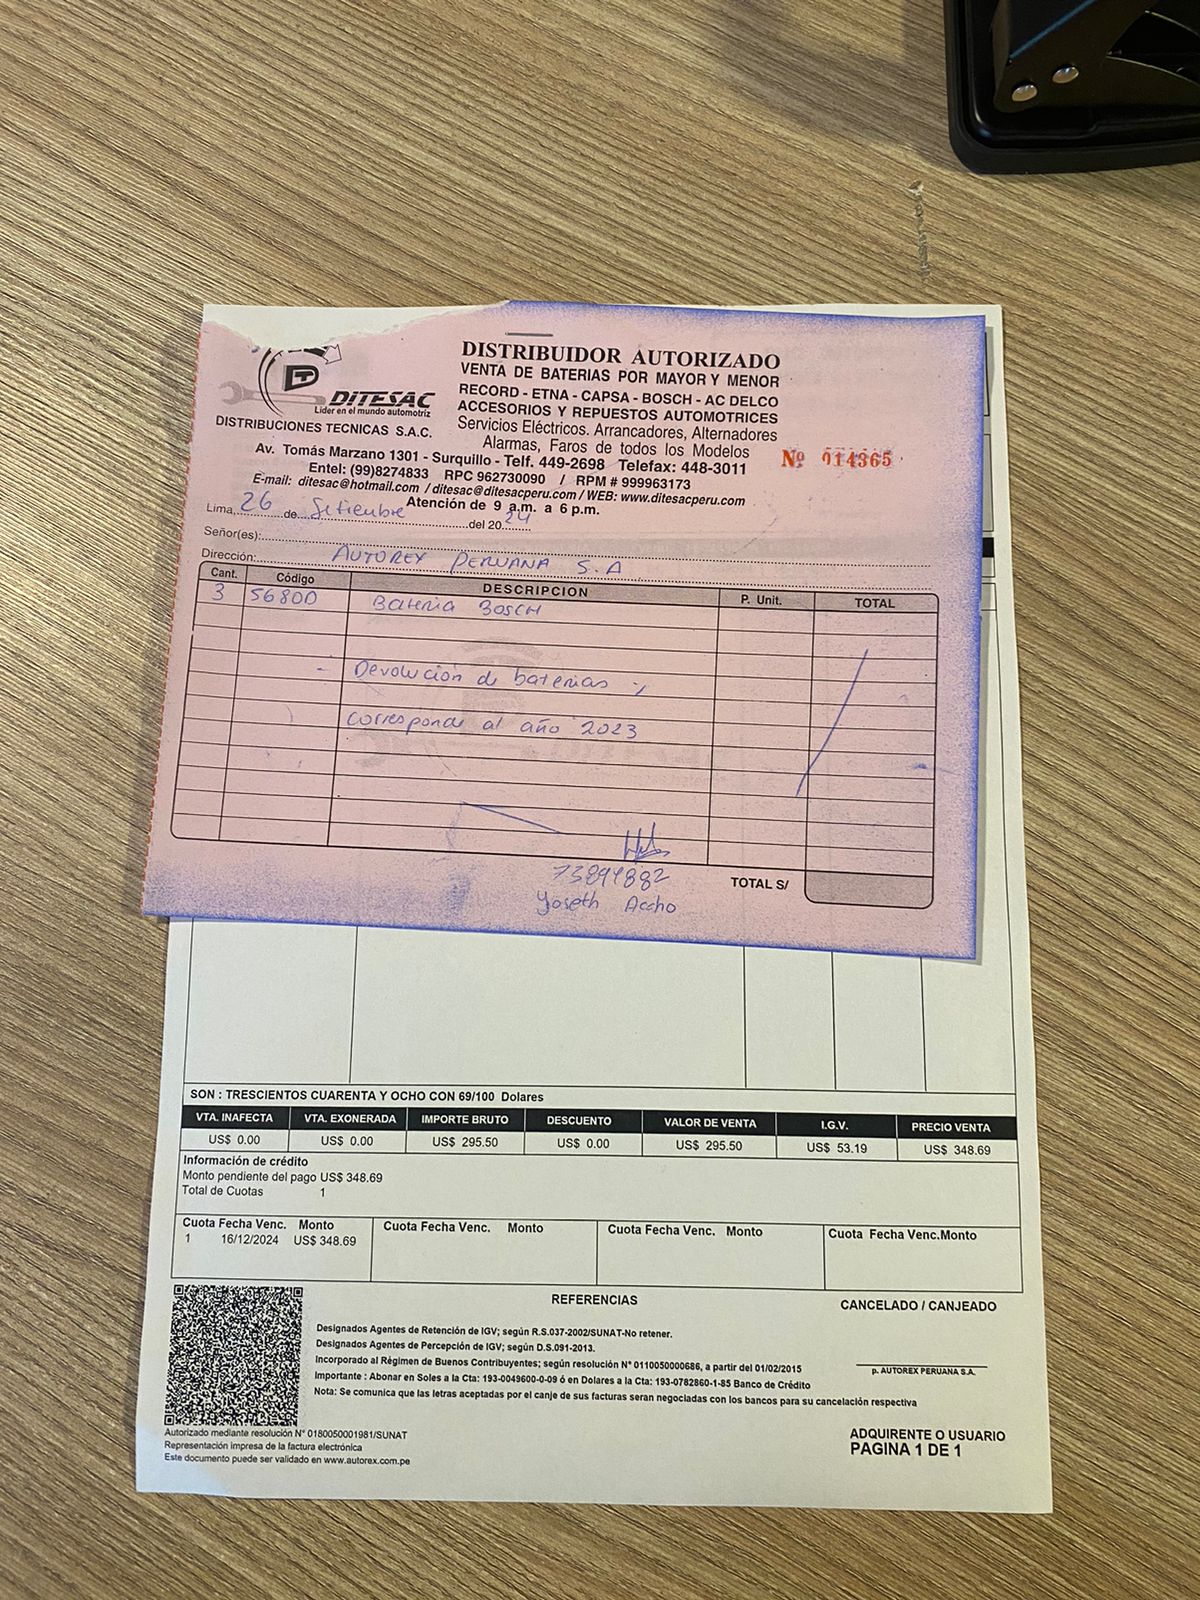 DISTRIBUIDOR AUTORIZADO
VENTA DE BATERIAS POR MAYOR Y MENOR
RECORD - ETNA - CAPSA - BOSCH - AC DELCO
ACCESORIOS Y REPUESTOS AUTOMOTRICES
Servicios Eléctricos. Arrancadores, Alternadores
Alarmas, Faros de todos los Modelos
DT
DITESAC
Lider en el mundo automotríz
DISTRIBUCIONES TECNICAS S.A.C.
Nº 014365
Av. Tomás Marzano 1301 - Surquillo - Telf. 449-2698 Telefax: 448-3011
Entel: (99)8274833 RPC 962730090 / RPM # 999963173
E-mail: ditesac@hotmail.com / ditesac@ditesacperu.com / WEB: www.ditesacperu.com
Atención de 9 a.m. a 6 p.m.
Lima, 26 de Setiembre del 2024
Señor(es):
AUTOREX PERUANA S.A
Dirección:
Cant. Código DESCRIPCION P. Unit. TOTAL
3 56800 Bateria BOSCH
- Devolución de baterias
corresponde al año 2023
73894882
Yoseth Accho
TOTAL S/
SON : TRESCIENTOS CUARENTA Y OCHO CON 69/100 Dolares
VTA. INAFECTA VTA. EXONERADA IMPORTE BRUTO DESCUENTO VALOR DE VENTA I.G.V. PRECIO VENTA
US$ 0.00 US$ 0.00 US$ 295.50 US$ 0.00 US$ 295.50 US$ 53.19 US$ 348.69
Información de crédito
Monto pendiente del pago US$ 348.69
Total de Cuotas 1
Cuota Fecha Venc. Monto Cuota Fecha Venc. Monto Cuota Fecha Venc. Monto Cuota Fecha Venc.Monto
1 16/12/2024 US$ 348.69
REFERENCIAS
CANCELADO / CANJEADO
Designados Agentes de Retención de IGV; según R.S.037-2002/SUNAT-No retener.
Designados Agentes de Percepción de IGV; según D.S.091-2013.
Incorporado al Régimen de Buenos Contribuyentes; según resolución N° 0110050000686, a partir del 01/02/2015
Importante : Abonar en Soles a la Cta: 193-0049600-0-09 ó en Dolares a la Cta: 193-0782860-1-85 Banco de Crédito
Nota: Se comunica que las letras aceptadas por el canje de sus facturas seran negociadas con los bancos para su cancelación respectiva
p. AUTOREX PERUANA S.A.
Autorizado mediante resolución N° 0180050001981/SUNAT
Representación impresa de la factura electrónica
Este documento puede ser validado en www.autorex.com.pe
ADQUIRENTE O USUARIO
PAGINA 1 DE 1